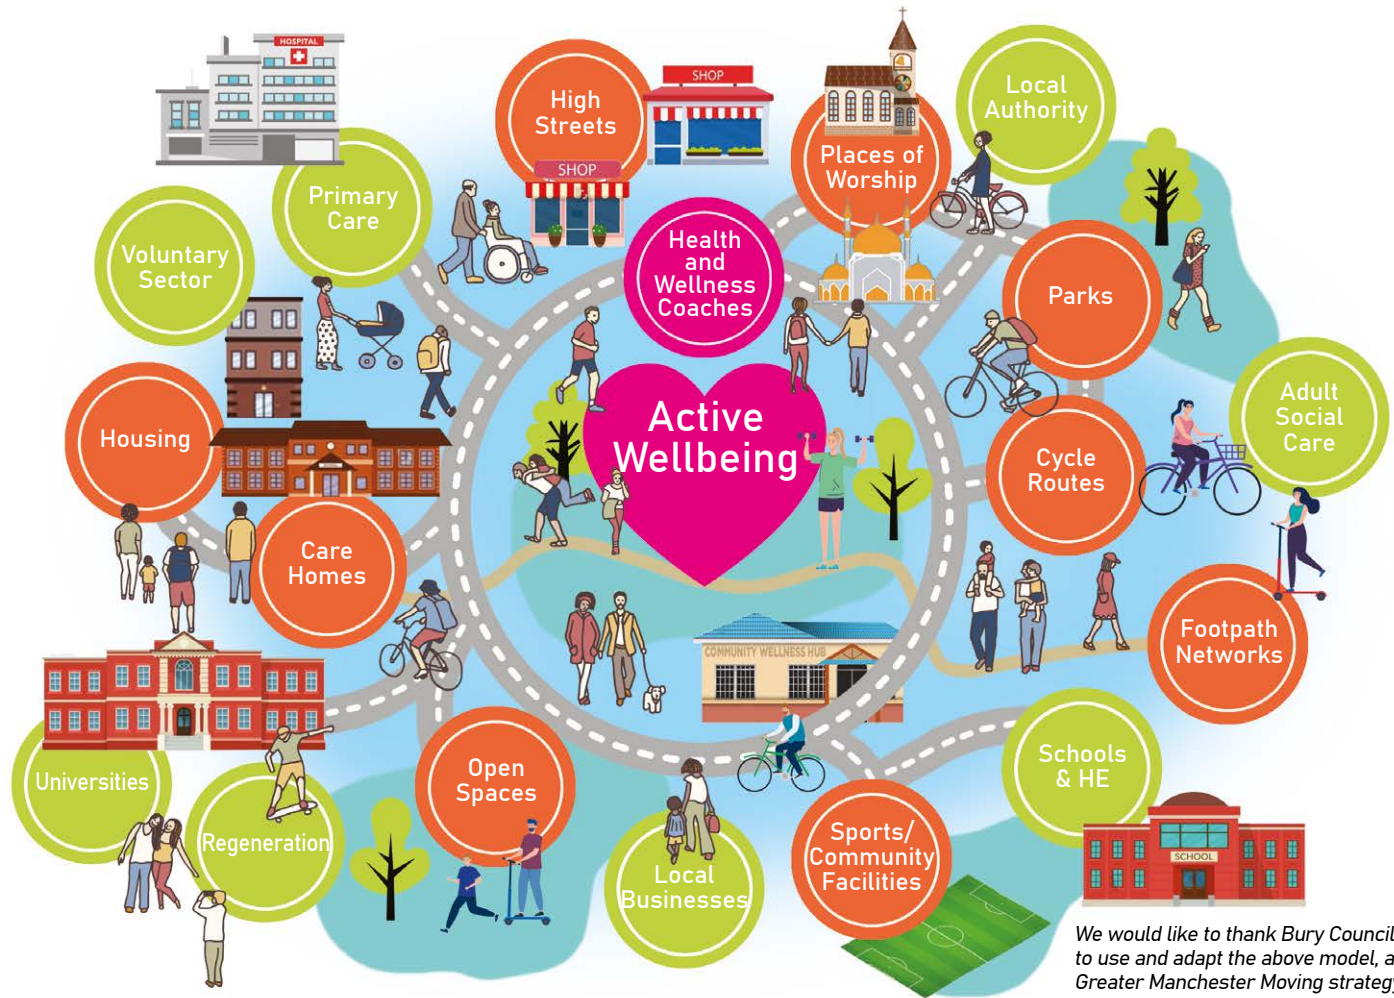 HOSPITAL
High
Streets
SHOP
SHOP
Places of
Worship
Local
Authority
Primary
Care
Voluntary
Sector
Health
and
Wellness
Coaches
Parks
Housing
Active
Wellbeing
Adult
Social
Care
Cycle
Routes
Care
Homes
Footpath
Networks
COMMUNITY WELLNESS HUB
Universities
Regeneration
Open
Spaces
Local
Businesses
Sports/
Community
Facilities
Schools
& HE
SCHOOL
We would like to thank Bury Council
to use and adapt the above model, a
Greater Manchester Moving strategy